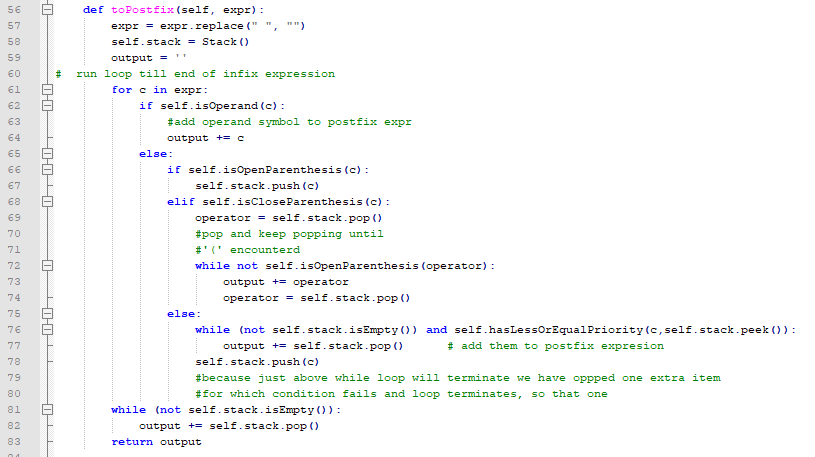 56 def toPostfix(self, expr):
57 expr = expr.replace(" ", "")
58 self.stack = Stack()
59 output = ''
60 # run loop till end of infix expression
61 for c in expr:
62 if self.isOperand(c):
63 #add operand symbol to postfix expr
64 output += c
65 else:
66 if self.isOpenParenthesis(c):
67 self.stack.push(c)
68 elif self.isCloseParenthesis(c):
69 operator = self.stack.pop()
70 #pop and keep popping until
71 #'(' encounterd
72 while not self.isOpenParenthesis(operator):
73 output += operator
74 operator = self.stack.pop()
75 else:
76 while (not self.stack.isEmpty()) and self.hasLessOrEqualPriority(c,self.stack.peek()):
77 output += self.stack.pop() # add them to postfix expresion
78 self.stack.push(c)
79 #because just above while loop will terminate we have oppped one extra item
80 #for which condition fails and loop terminates, so that one
81 while (not self.stack.isEmpty()):
82 output += self.stack.pop()
83 return output